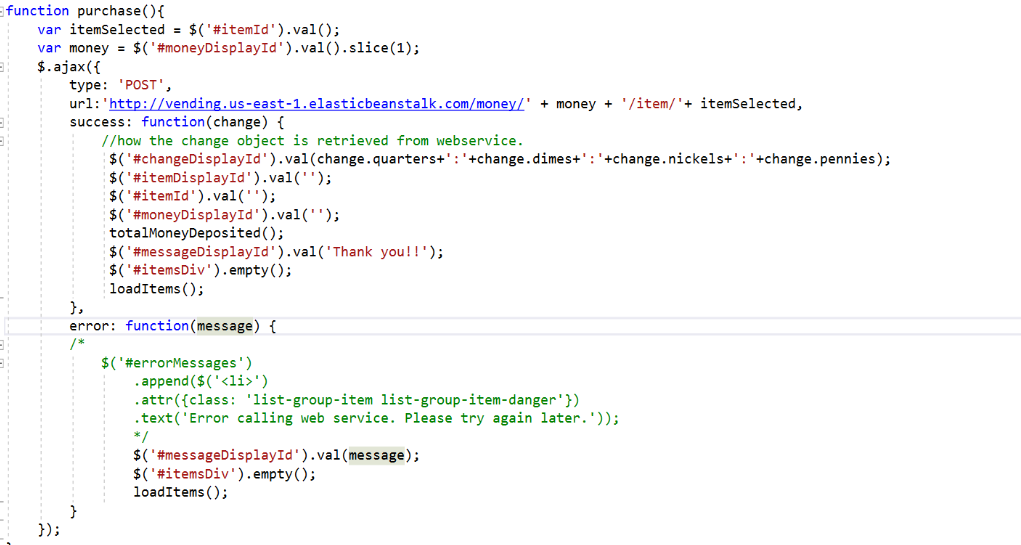 function purchase(){
    var itemSelected = $('#itemId').val();
    var money = $('#moneyDisplayId').val().slice(1);
    $.ajax({
        type: 'POST',
        url:'http://vending.us-east-1.elasticbeanstalk.com/money/' + money + '/item/'+ itemSelected,
        success: function(change) {
            //how the change object is retrieved from webservice.
             $('#changeDisplayId').val(change.quarters+':'+change.dimes+':'+change.nickels+':'+change.pennies);
             $('#itemDisplayId').val('');
             $('#itemId').val('');
             $('#moneyDisplayId').val('');
             totalMoneyDeposited();
             $('#messageDisplayId').val('Thank you!!');
             $('#itemsDiv').empty();
             loadItems();
        },
        error: function(message) {
        /*
            $('#errorMessages')
                .append($('<li>')
                .attr({class: 'list-group-item list-group-item-danger'})
                .text('Error calling web service. Please try again later.'));
                */
                $('#messageDisplayId').val(message);
                $('#itemsDiv').empty();
                loadItems();
        }
    });